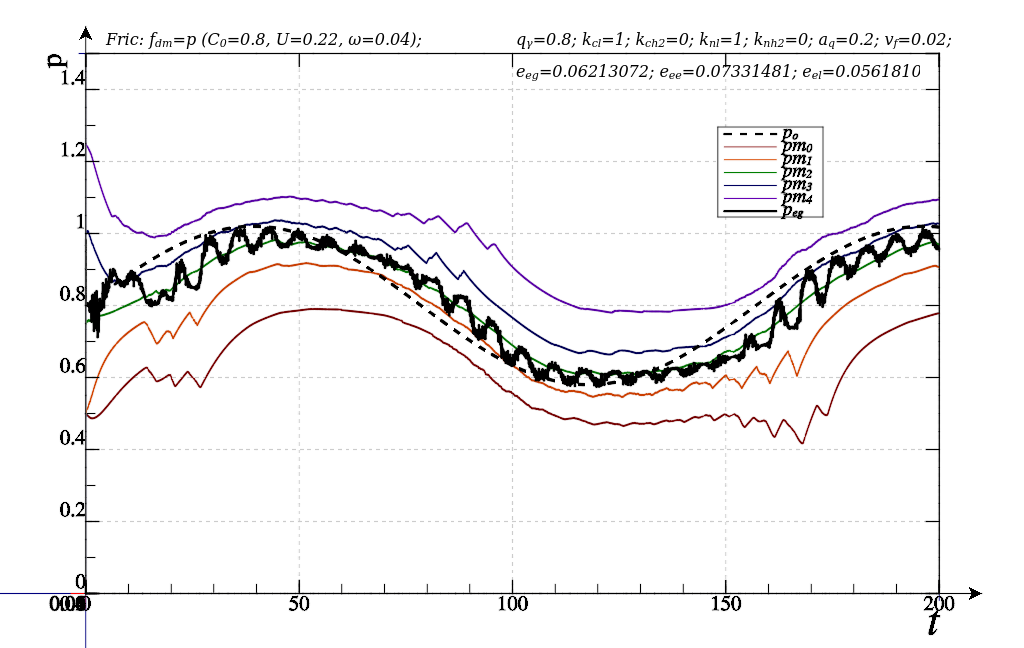 Fric: f_dm=p (C_0=0.8, U=0.22, ω=0.04); q_γ=0.8; k_cl=1; k_ch2=0; k_nl=1; k_nh2=0; a_q=0.2; v_f=0.02;
e_eg=0.06213072; e_ee=0.07331481; e_el=0.0561810
p
1.4
1.2
1
0.8
0.6
0.4
0.2
0
p_o
pm_0
pm_1
pm_2
pm_3
pm_4
p_eg
50
100
150
200
t